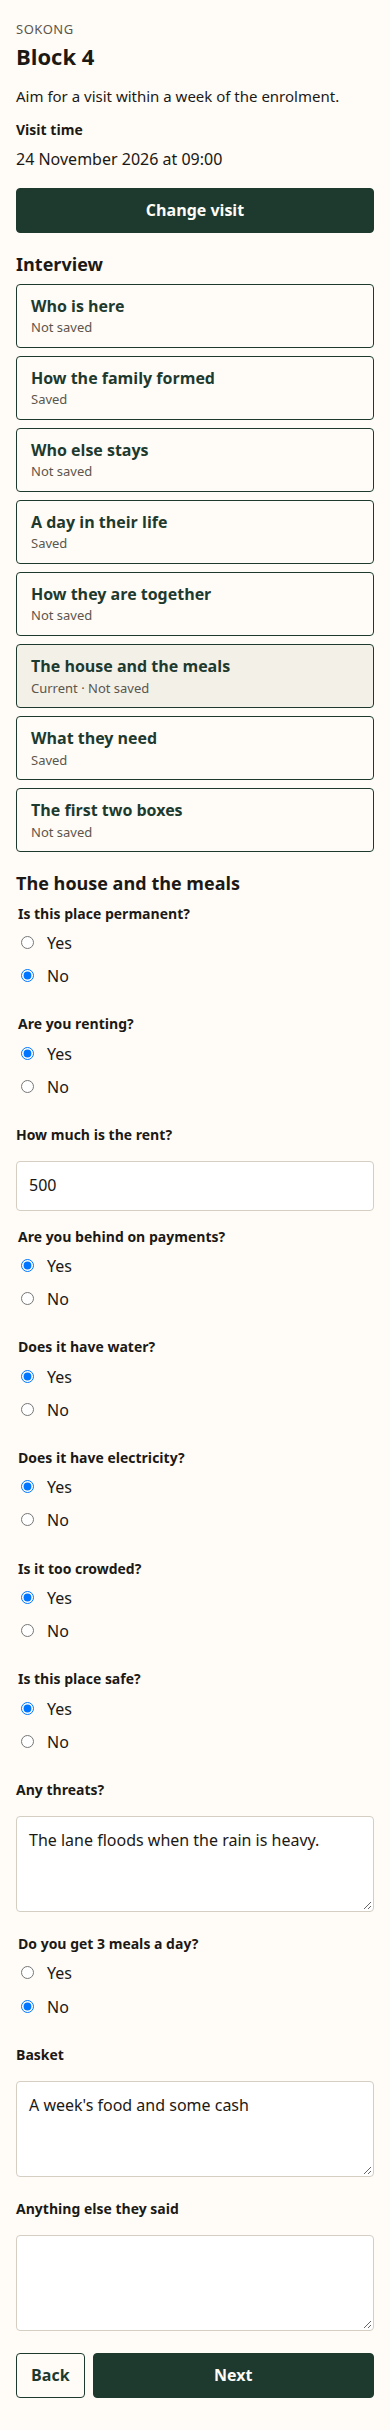 SOKONG
Block 4
Aim for a visit within a week of the enrolment.
Visit time
24 November 2026 at 09:00
Change visit
Interview
Who is here
Not saved
How the family formed
Saved
Who else stays
Not saved
A day in their life
Saved
How they are together
Not saved
The house and the meals
Current · Not saved
What they need
Saved
The first two boxes
Not saved
The house and the meals
Is this place permanent?
Yes
No
Are you renting?
Yes
No
How much is the rent?
500
Are you behind on payments?
Yes
No
Does it have water?
Yes
No
Does it have electricity?
Yes
No
Is it too crowded?
Yes
No
Is this place safe?
Yes
No
Any threats?
The lane floods when the rain is heavy.
Do you get 3 meals a day?
Yes
No
Basket
A week's food and some cash
Anything else they said
Back
Next